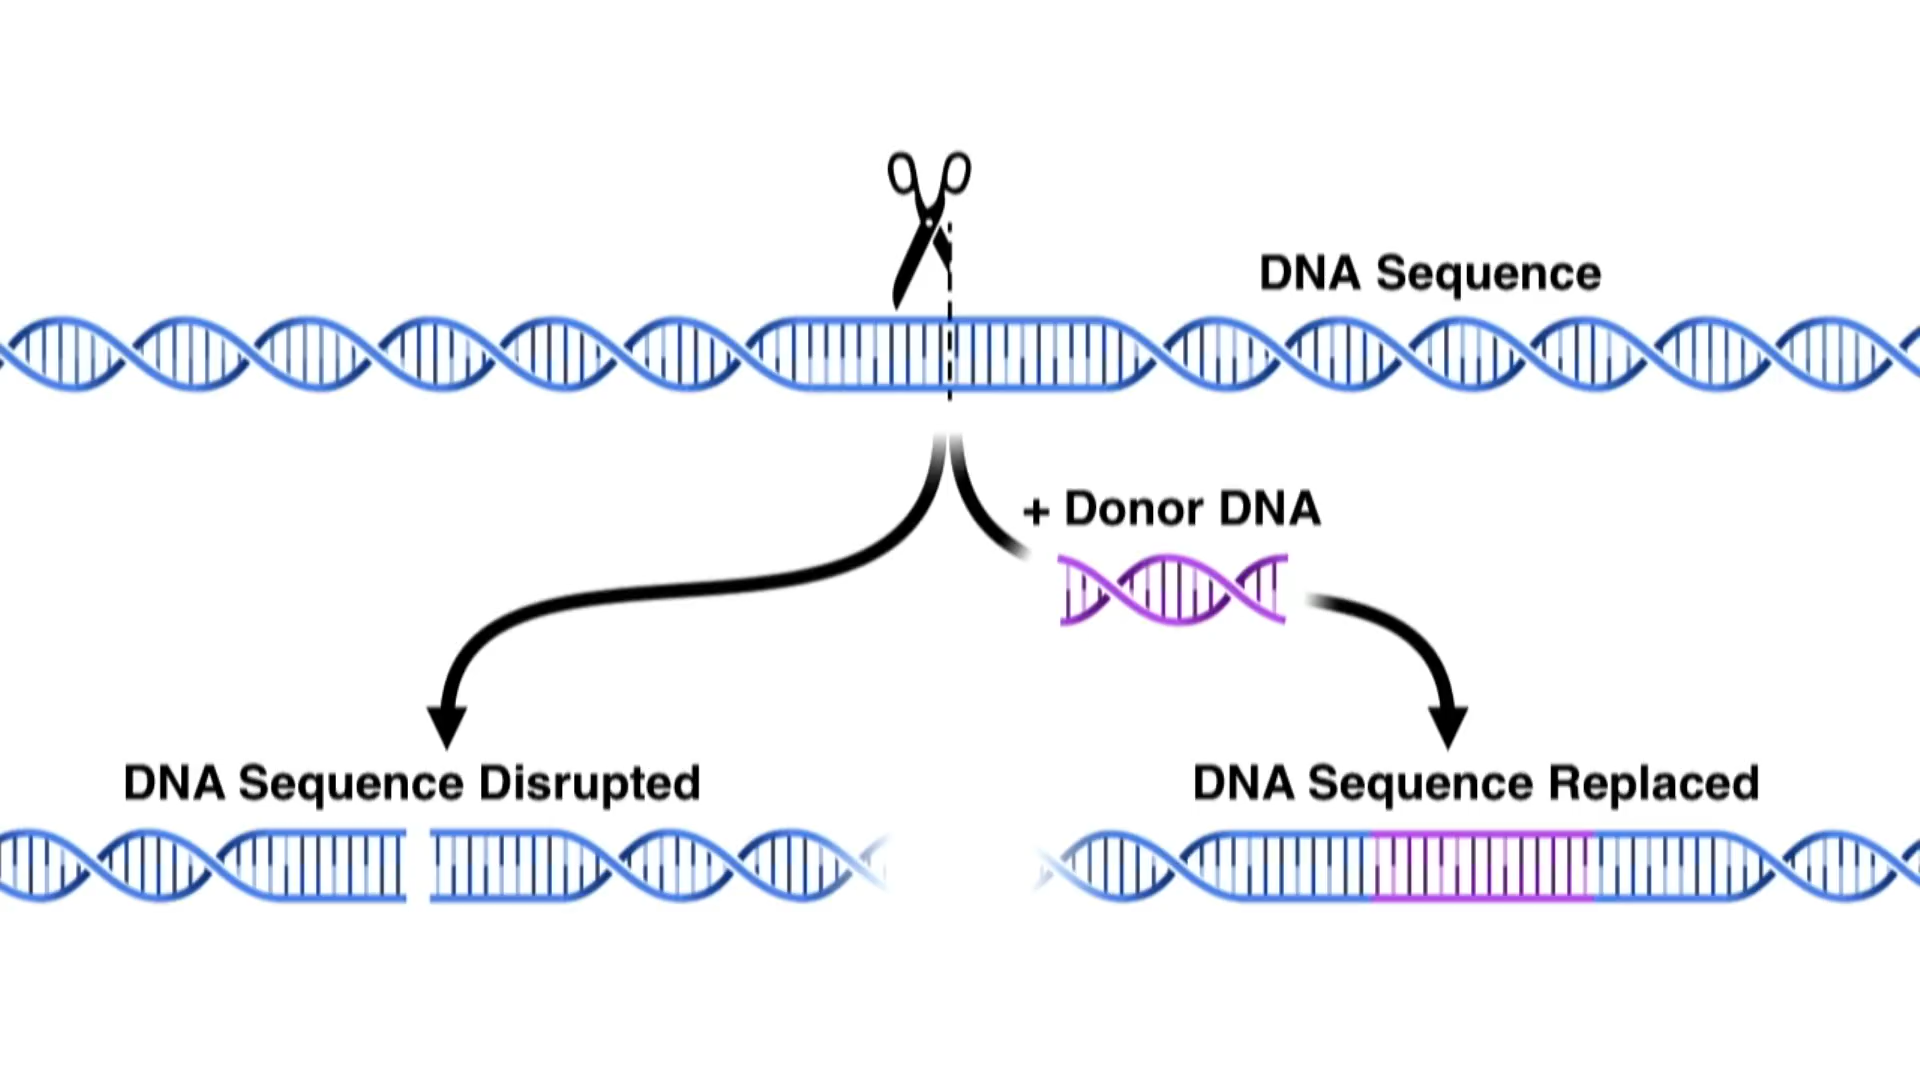 DNA Sequence
+ Donor DNA
DNA Sequence Disrupted
DNA Sequence Replaced